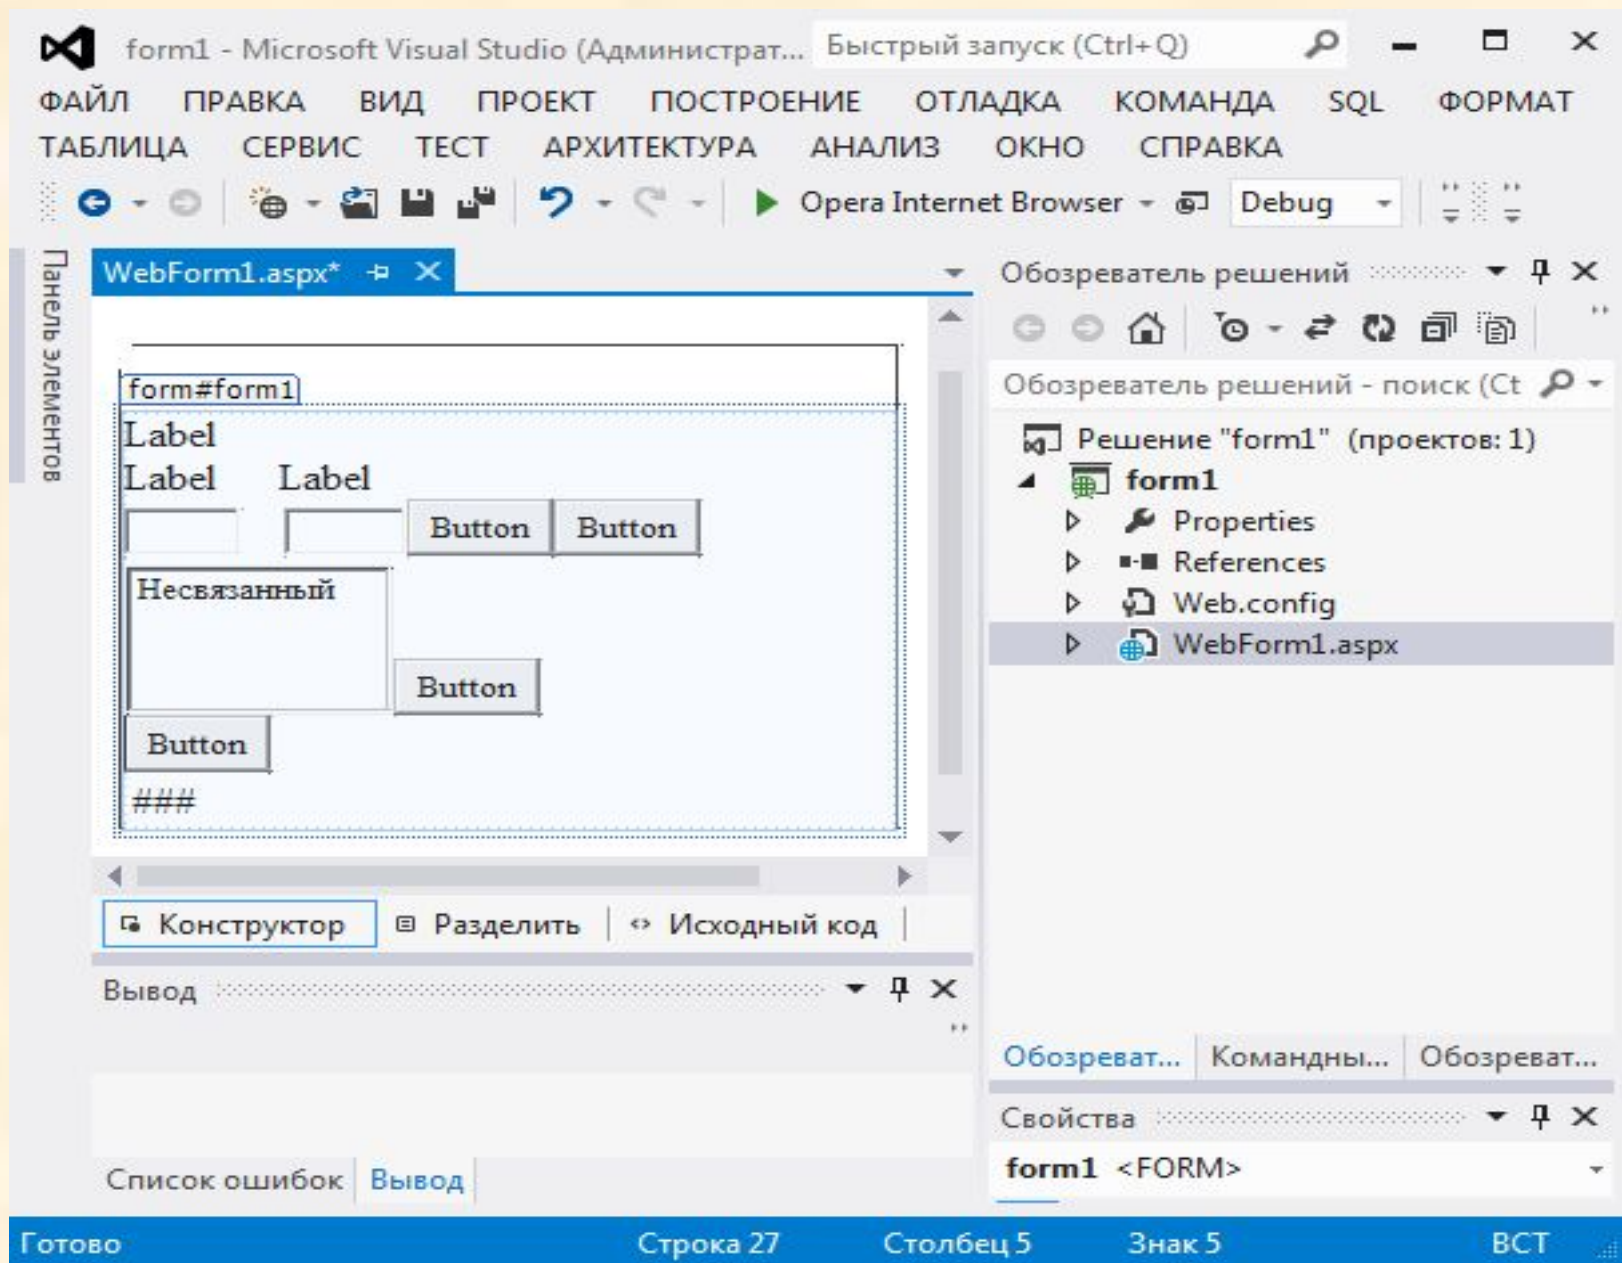 form1 - Microsoft Visual Studio (Администрат... Быстрый запуск (Ctrl+Q)
ФАЙЛ ПРАВКА ВИД ПРОЕКТ ПОСТРОЕНИЕ ОТЛАДКА КОМАНДА SQL ФОРМАТ
ТАБЛИЦА СЕРВИС ТЕСТ АРХИТЕКТУРА АНАЛИЗ ОКНО СПРАВКА
Opera Internet Browser Debug
Панель элементов
WebForm1.aspx*
form#form1
Label
Label Label
Button Button
Несвязанный
Button
Button
###
Конструктор Разделить Исходный код
Вывод
Список ошибок Вывод
Обозреватель решений
Обозреватель решений - поиск (Ct
Решение "form1" (проектов: 1)
form1
Properties
References
Web.config
WebForm1.aspx
Обозреват... Командны... Обозреват...
Свойства
form1 <FORM>
Готово Строка 27 Столбец 5 Знак 5 ВСТ